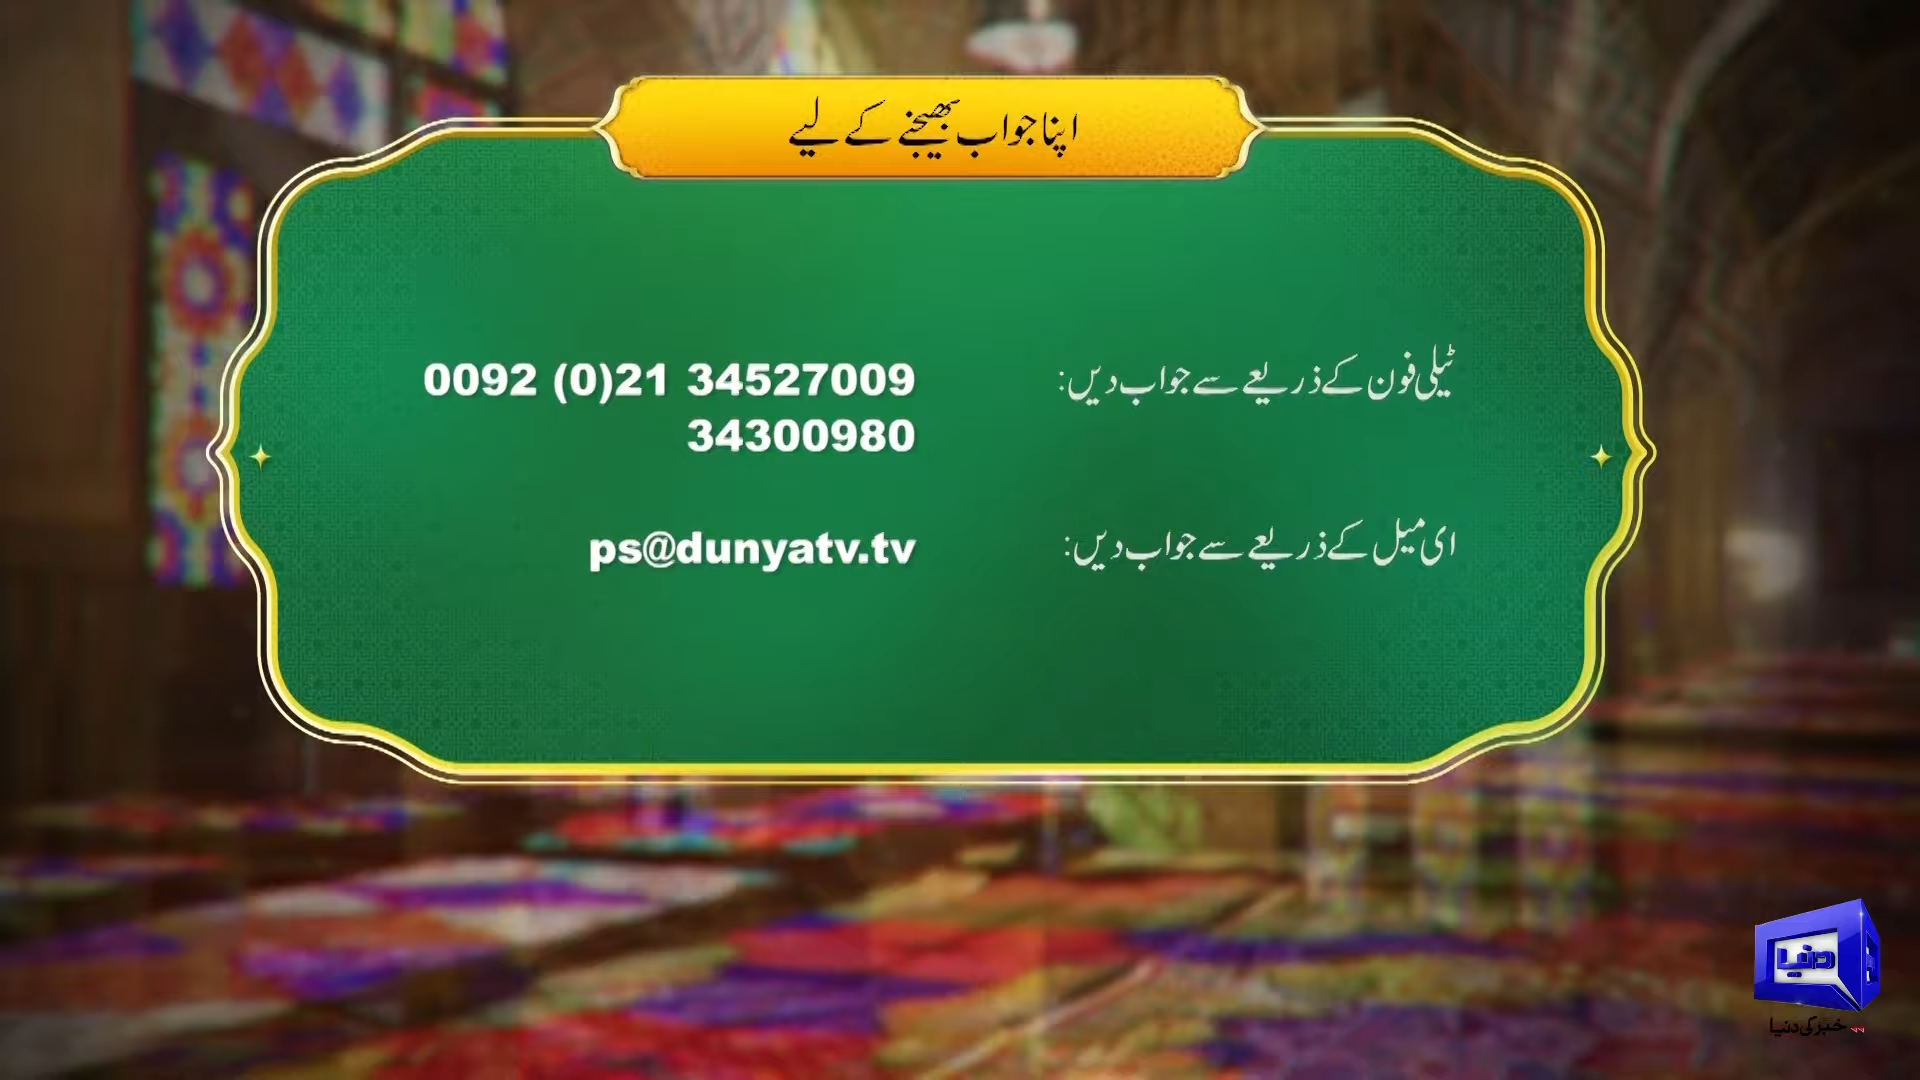 اپنا جواب بھیجنے کے لیے
ٹیلی فون کے ذریعے سے جواب دیں:
0092 (0)21 34527009
34300980
ای میل کے ذریعے سے جواب دیں:
ps@dunyatv.tv
دنیا
خبر کی دنیا